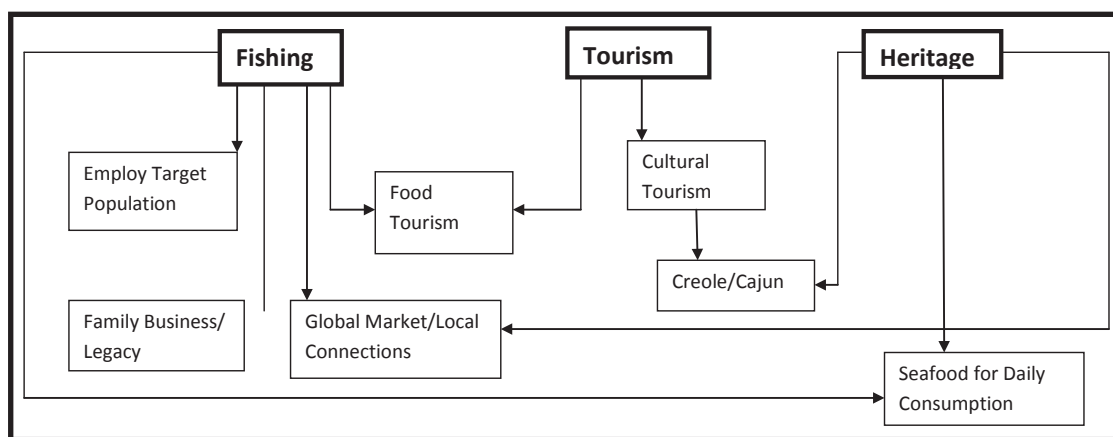 Fishing
Tourism
Heritage
Employ Target
Population
Food
Tourism
Cultural
Tourism
Creole/Cajun
Family Business/
Legacy
Global Market/Local
Connections
Seafood for Daily
Consumption